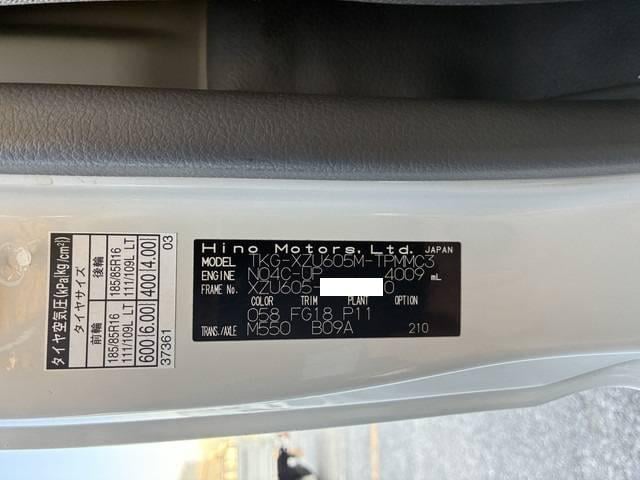 タイヤ空気圧(kPa(kg/cm²))
タイヤサイズ
前輪 後輪
185/85R16 185/85R16
111/109L LT 111/109L LT
600(6.00) 400(4.00)
37361 03
Hino Motors, Ltd. JAPAN
MODEL TKG-XZU605M-TPMMC3
ENGINE N04C-UP 4009 mL
FRAME No. XZU605- 0
COLOR TRIM PLANT OPTION
058 FG18 P11
TRANS./AXLE M550 B09A 210